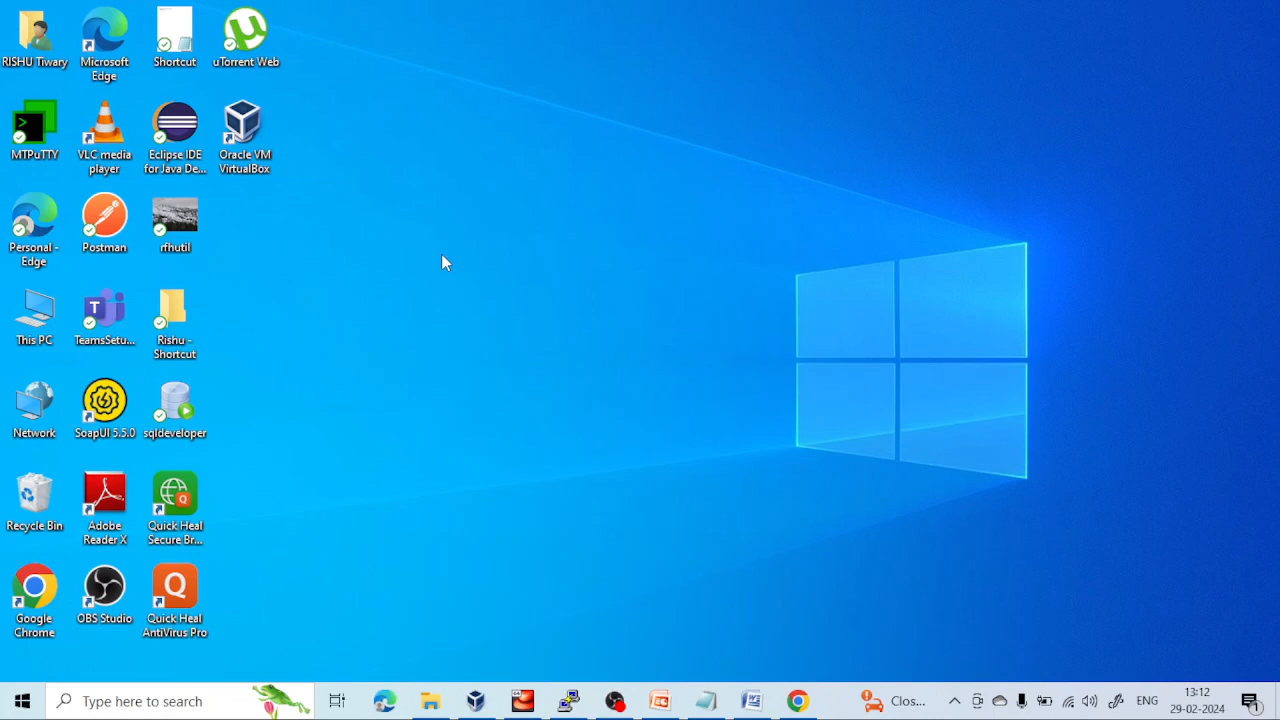 RISHU Tiwary
Microsoft
Edge
Shortcut
uTorrent Web
MTPuTTY
VLC media
player
Eclipse IDE
for Java De...
Oracle VM
VirtualBox
Personal -
Edge
Postman
rfhutil
This PC
TeamsSetu...
Rishu -
Shortcut
Network
SoapUI 5.5.0
sqldeveloper
Recycle Bin
Adobe
Reader X
Quick Heal
Secure Br...
Google
Chrome
OBS Studio
Quick Heal
AntiVirus Pro
Type here to search
Clos...
ENG
13:12
29-02-2024